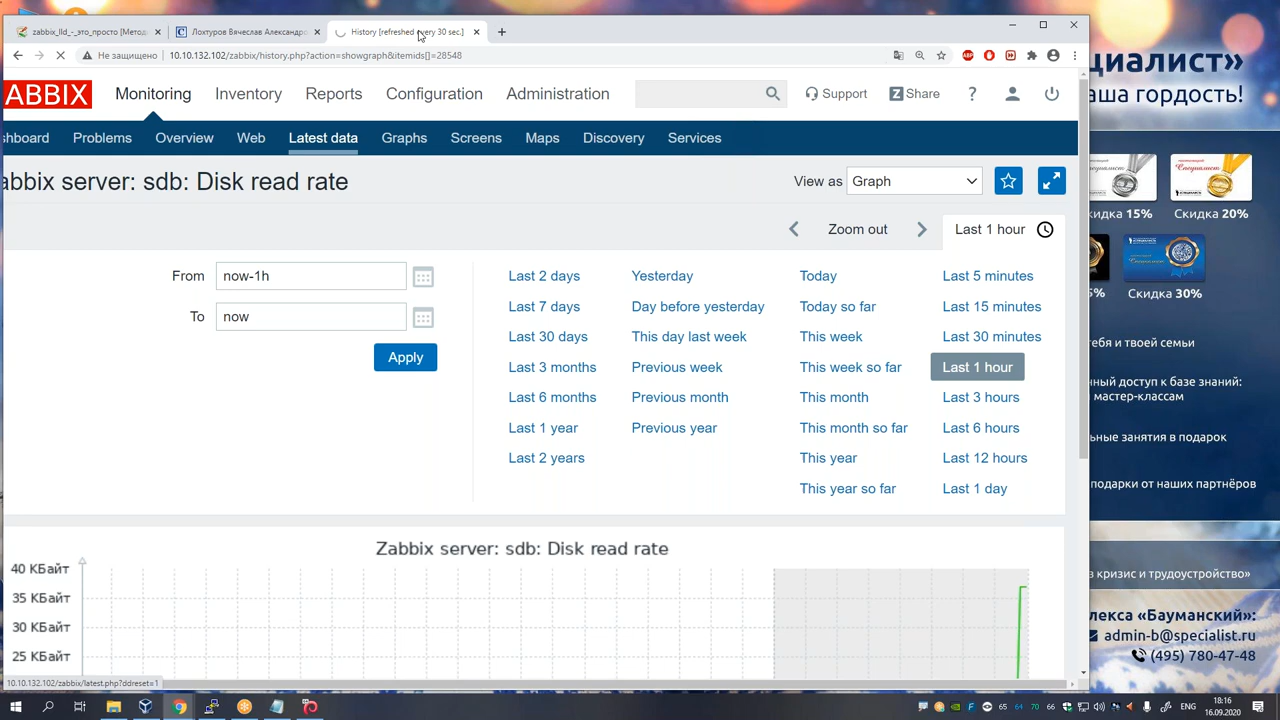 zabbix_lld_-_это_просто [Метод
Лохтуров Вячеслав Александро
History [refreshed every 30 sec.]
Не защищено
10.10.132.102/zabbix/history.php?action=showgraph&itemids[]=28548
ABBIX
Monitoring Inventory Reports Configuration Administration
Support
Share
?
shboard Problems Overview Web Latest data Graphs Screens Maps Discovery Services
abbix server: sdb: Disk read rate
View as Graph
Zoom out
Last 1 hour
From now-1h
To now
Apply
Last 2 days Yesterday Today Last 5 minutes
Last 7 days Day before yesterday Today so far Last 15 minutes
Last 30 days This day last week This week Last 30 minutes
Last 3 months Previous week This week so far Last 1 hour
Last 6 months Previous month This month Last 3 hours
Last 1 year Previous year This month so far Last 6 hours
Last 2 years This year Last 12 hours
This year so far Last 1 day
Zabbix server: sdb: Disk read rate
40 КБайт
35 КБайт
30 КБайт
25 КБайт
10.10.132.102/zabbix/latest.php?ddreset=1
циалист»
аша гордость!
кидка 15% Скидка 20%
5% Скидка 30%
ебя и твоей семьи
нный доступ к базе знаний:
мастер-классам
льные занятия в подарок
подарки от наших партнёров
в кризис и трудоустройство»
лекса «Бауманский»:
admin-b@specialist.ru
(495) 780-47-48
65 64 70 66
ENG
18:16
16.09.2020